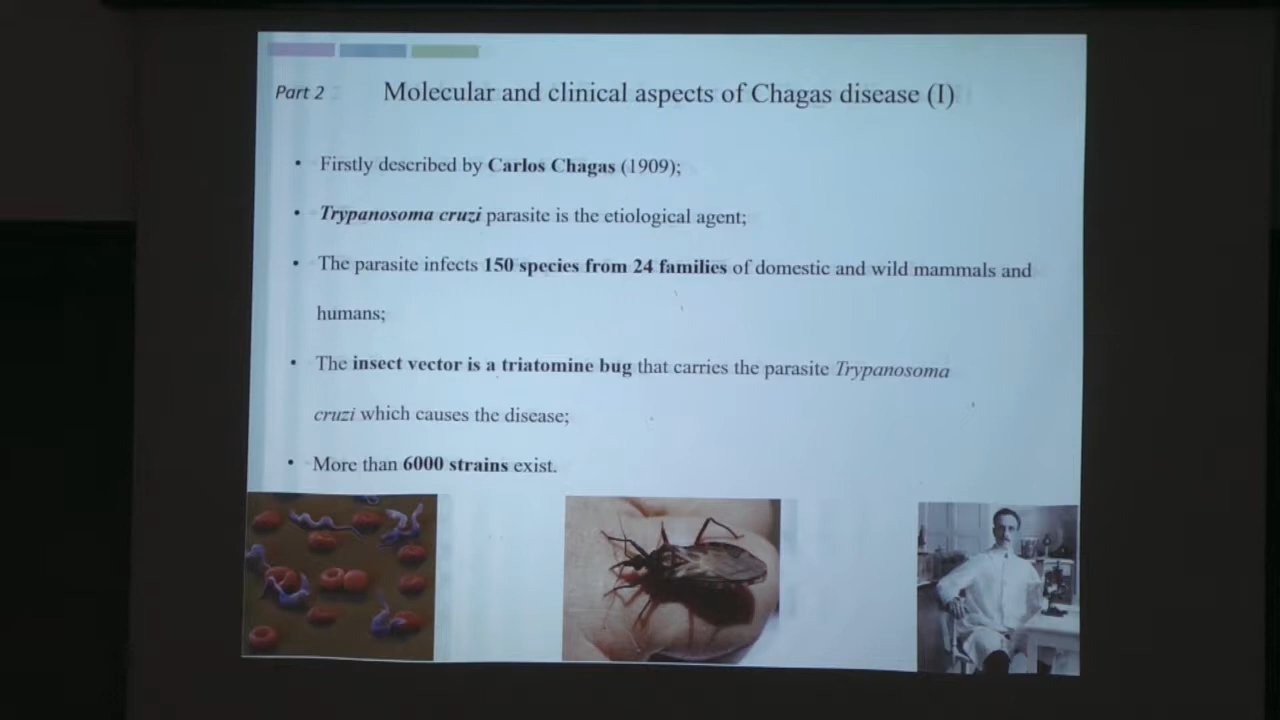 Part 2
Molecular and clinical aspects of Chagas disease (I)
• Firstly described by Carlos Chagas (1909);
• Trypanosoma cruzi parasite is the etiological agent;
• The parasite infects 150 species from 24 families of domestic and wild mammals and
humans;
• The insect vector is a triatomine bug that carries the parasite Trypanosoma
cruzi which causes the disease;
• More than 6000 strains exist.